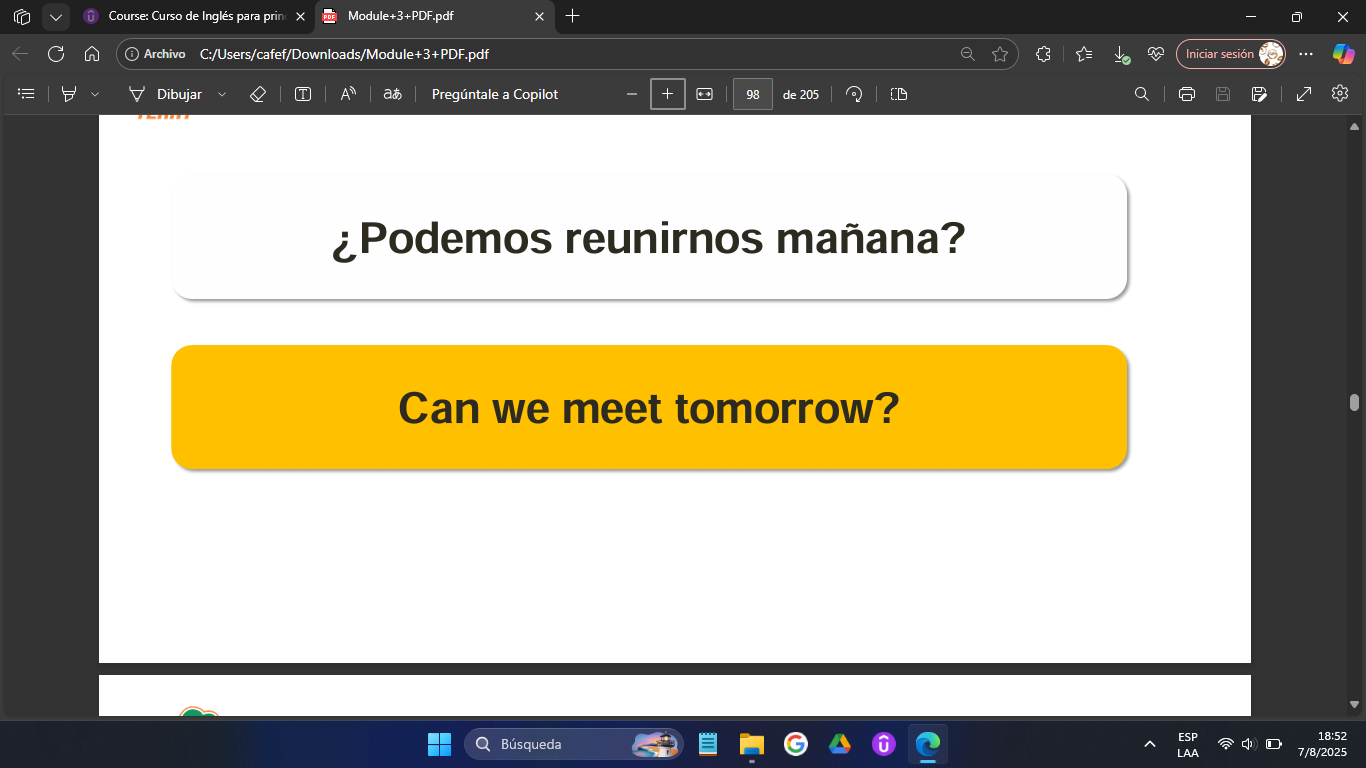 Course: Curso de Inglés para prin
Module+3+PDF.pdf
Archivo
C:/Users/cafef/Downloads/Module+3+PDF.pdf
Iniciar sesión
Dibujar
aあ
Pregúntale a Copilot
98
de 205
¿Podemos reunirnos mañana?
Can we meet tomorrow?
Búsqueda
ESP
LAA
18:52
7/8/2025